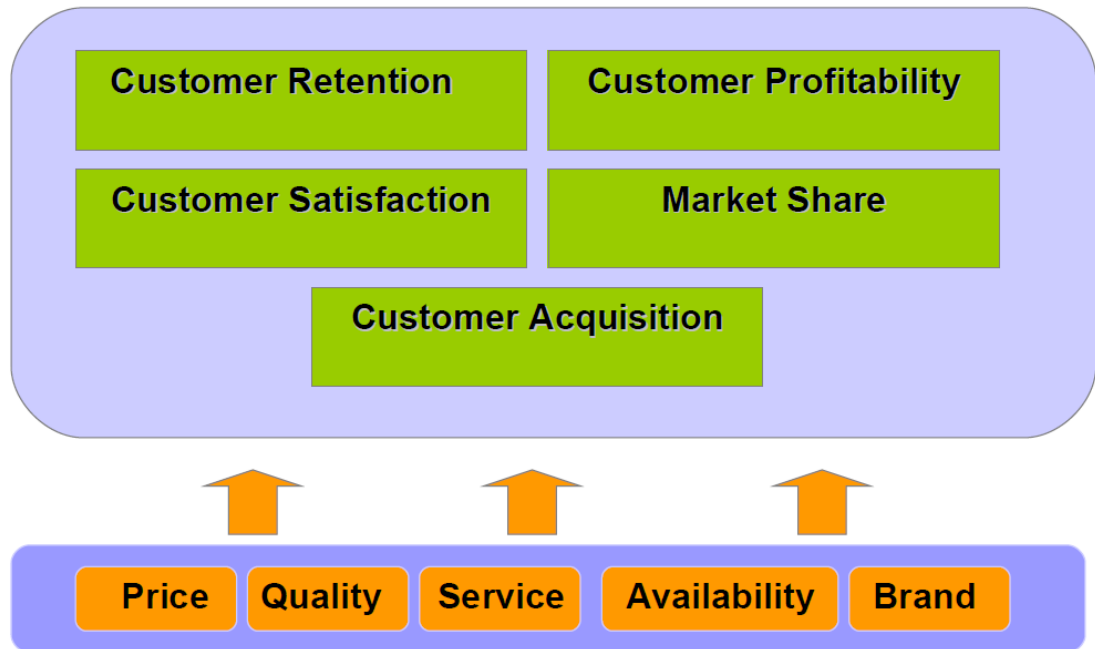 Customer Retention
Customer Profitability
Customer Satisfaction
Market Share
Customer Acquisition
Price
Quality
Service
Availability
Brand